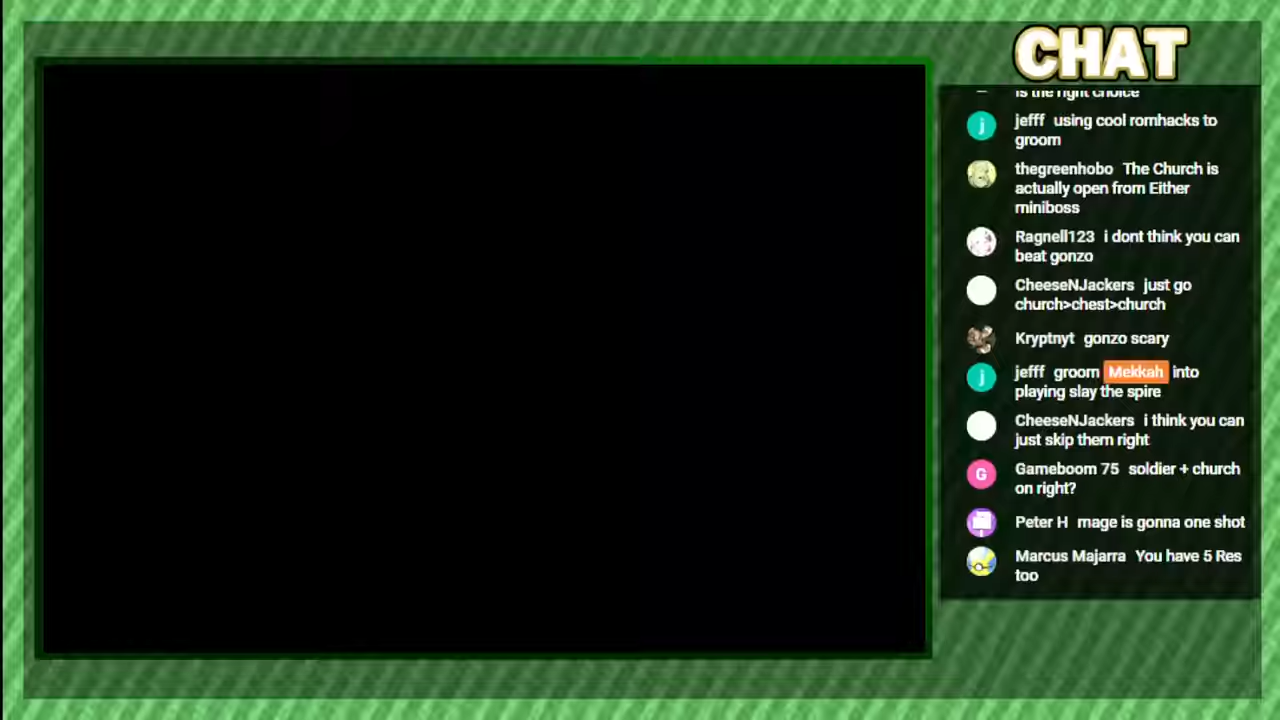 CHAT
is the right choice
jefff using cool romhacks to
groom
thegreenhobo The Church is
actually open from Either
miniboss
Ragnell123 i dont think you can
beat gonzo
CheeseNJackers just go
church>chest>church
Kryptnyt gonzo scary
jefff groom Mekkah into
playing slay the spire
CheeseNJackers i think you can
just skip them right
G
Gameboom 75 soldier + church
on right?
Peter H mage is gonna one shot
Marcus Majarra You have 5 Res
too